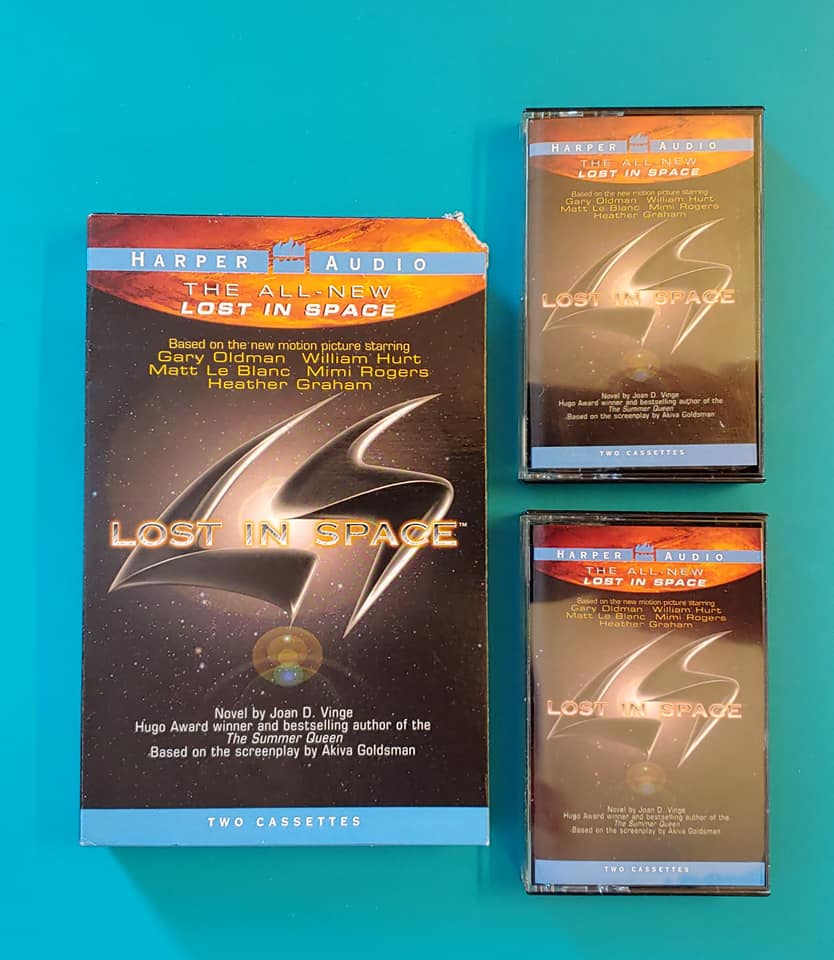 HARPER AUDIO
THE ALL-NEW
LOST IN SPACE
Based on the new motion picture starring
Gary Oldman William Hurt
Matt Le Blanc Mimi Rogers
Heather Graham
LOST IN SPACE™
Novel by Joan D. Vinge
Hugo Award winner and bestselling author of the
The Summer Queen
Based on the screenplay by Akiva Goldsman
TWO CASSETTES
HARPER AUDIO
THE ALL-NEW
LOST IN SPACE
Based on the new motion picture starring
Gary Oldman William Hurt
Matt Le Blanc Mimi Rogers
Heather Graham
LOST IN SPACE
Novel by Joan D. Vinge
Hugo Award winner and bestselling author of the
The Summer Queen
Based on the screenplay by Akiva Goldsman
TWO CASSETTES
HARPER AUDIO
THE ALL-NEW
LOST IN SPACE
Based on the new motion picture starring
Gary Oldman William Hurt
Matt Le Blanc Mimi Rogers
Heather Graham
LOST IN SPACE
Novel by Joan D. Vinge
Hugo Award winner and bestselling author of the
The Summer Queen
Based on the screenplay by Akiva Goldsman
TWO CASSETTES